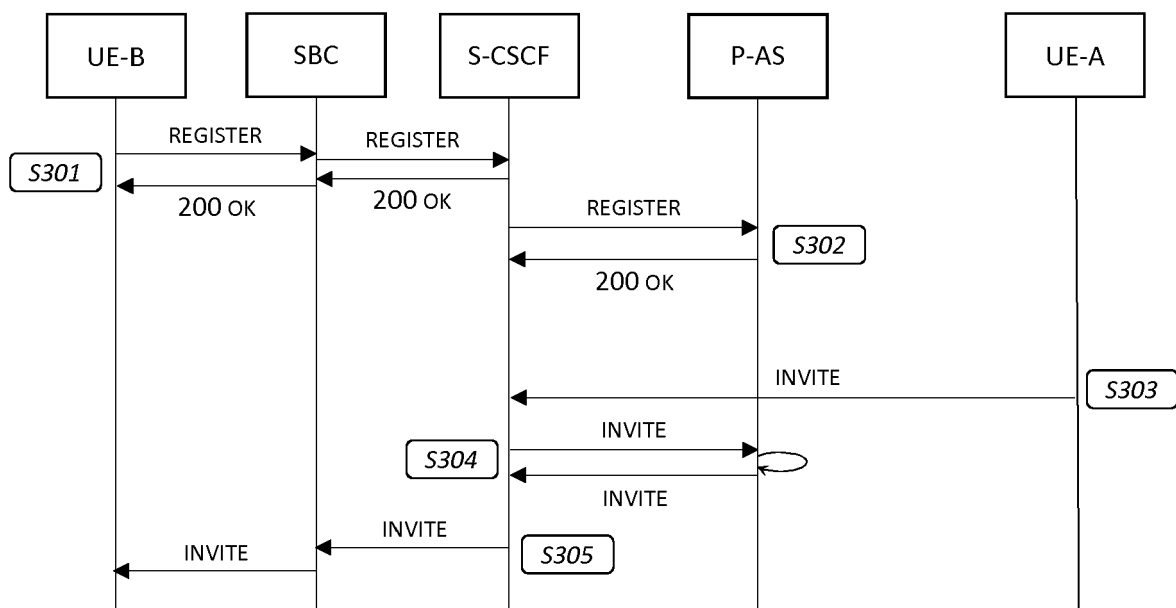 UE-B
SBC
S-CSCF
P-AS
UE-A
REGISTER
REGISTER
S301
200 OK
200 OK
REGISTER
S302
200 OK
INVITE
S303
INVITE
S304
INVITE
INVITE
S305
INVITE